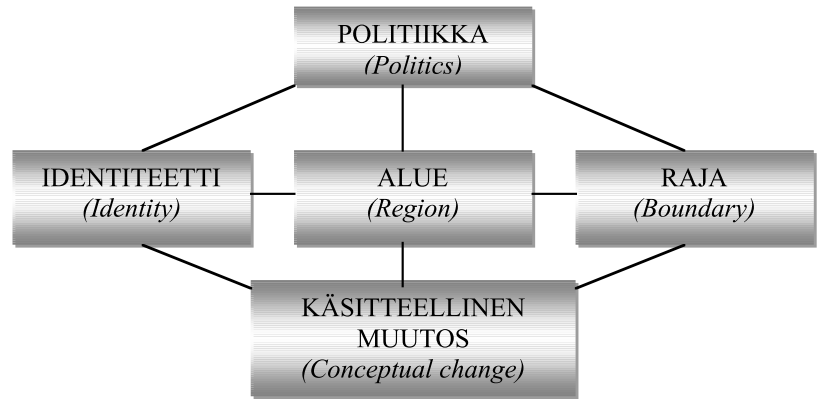 POLITIIKKA
(Politics)
IDENTITEETTI
(Identity)
ALUE
(Region)
RAJA
(Boundary)
KÄSITTEELLINEN
MUUTOS
(Conceptual change)